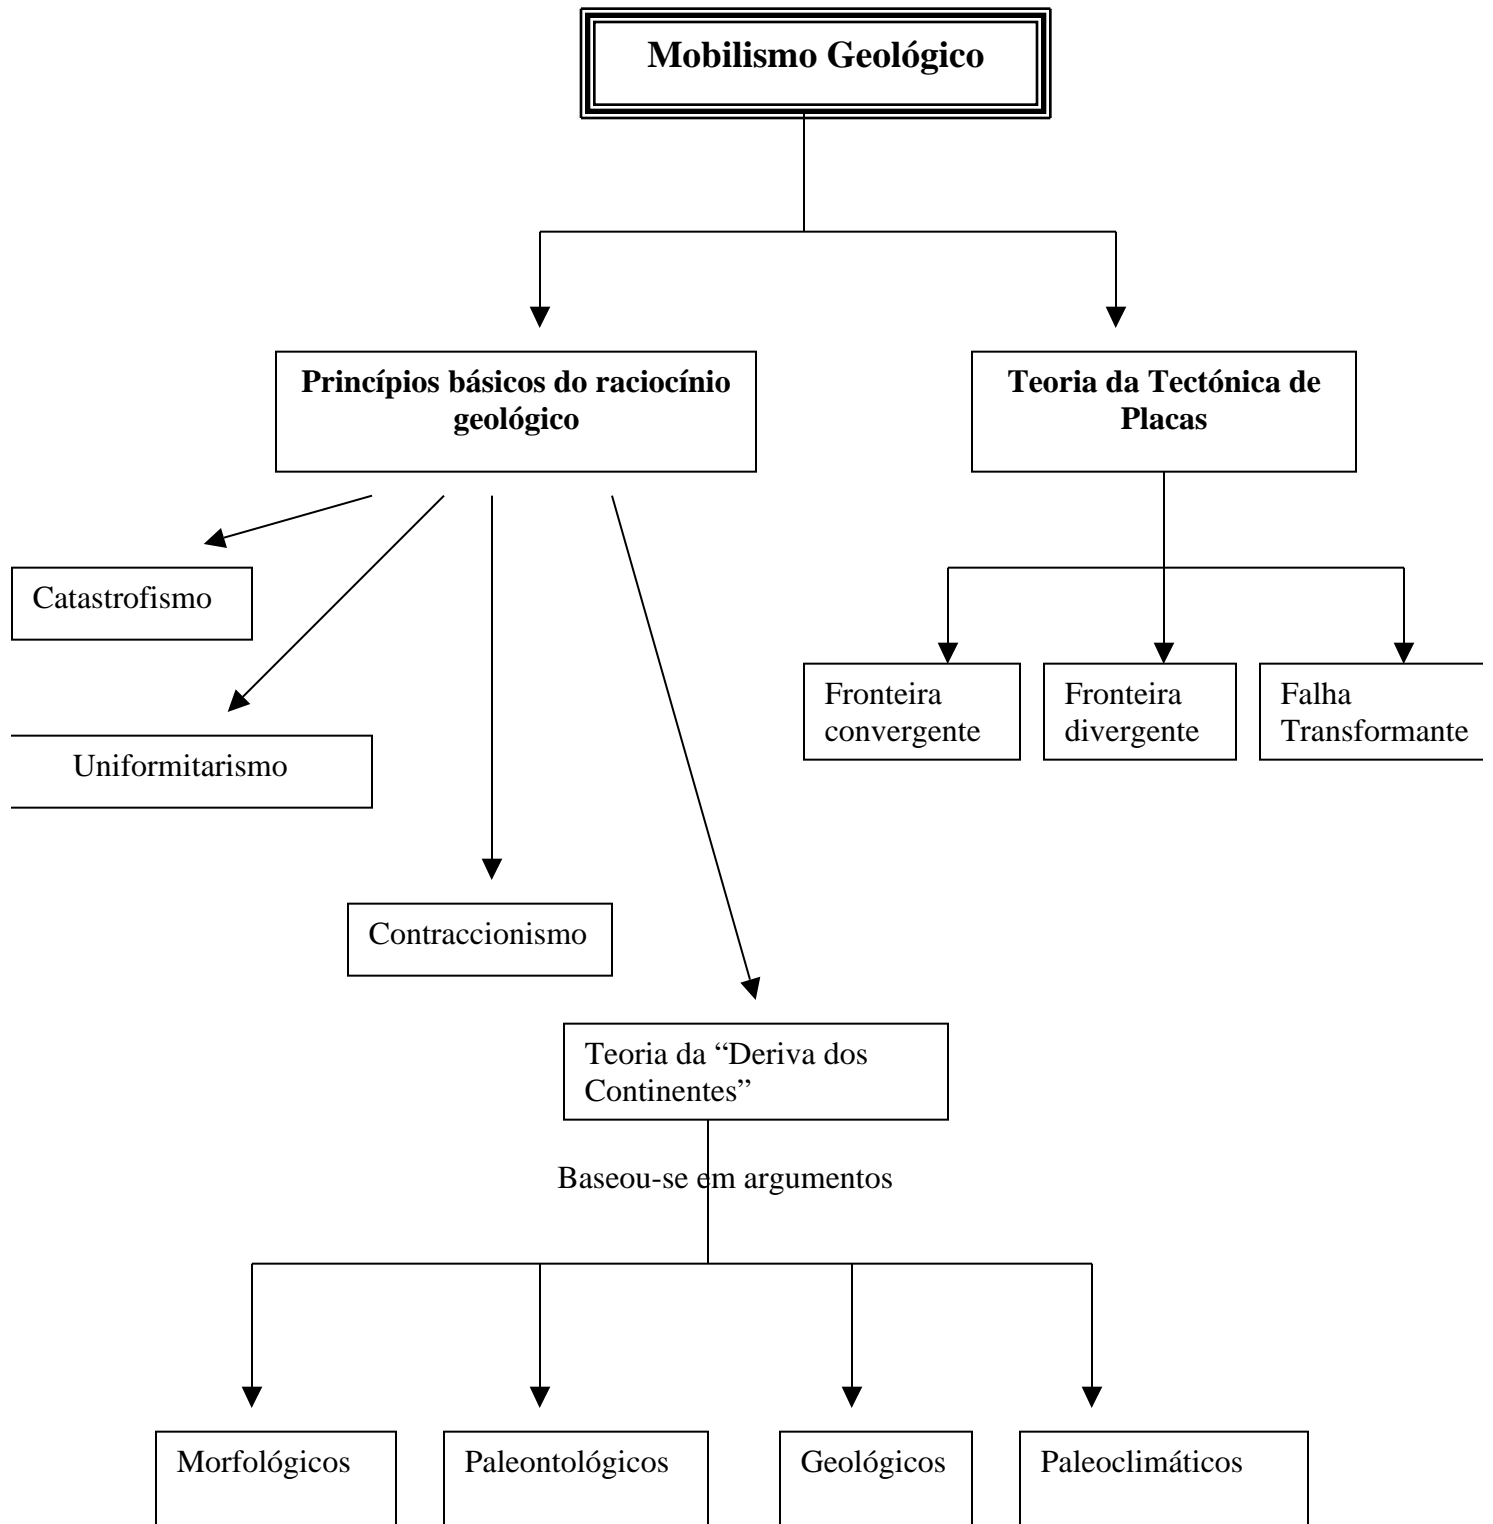 Mobilismo Geológico
Princípios básicos do raciocínio
geológico
Teoria da Tectónica de
Placas
Catastrofismo
Fronteira
convergente
Fronteira
divergente
Falha
Transformante
Uniformitarismo
Contraccionismo
Teoria da “Deriva dos
Continentes”
Baseou-se em argumentos
Morfológicos
Paleontológicos
Geológicos
Paleoclimáticos